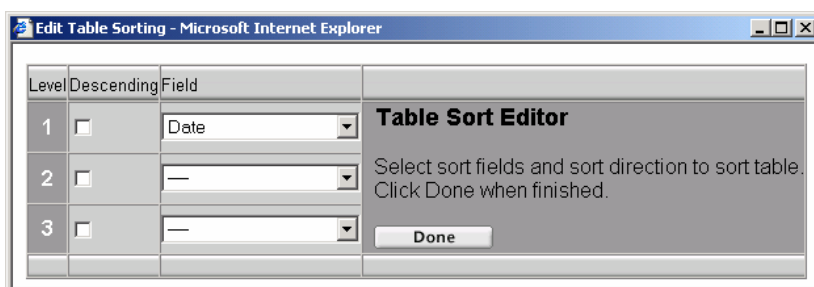 Edit Table Sorting - Microsoft Internet Explorer
Level Descending Field
1 Date
2 —
3 —
Table Sort Editor
Select sort fields and sort direction to sort table.
Click Done when finished.
Done